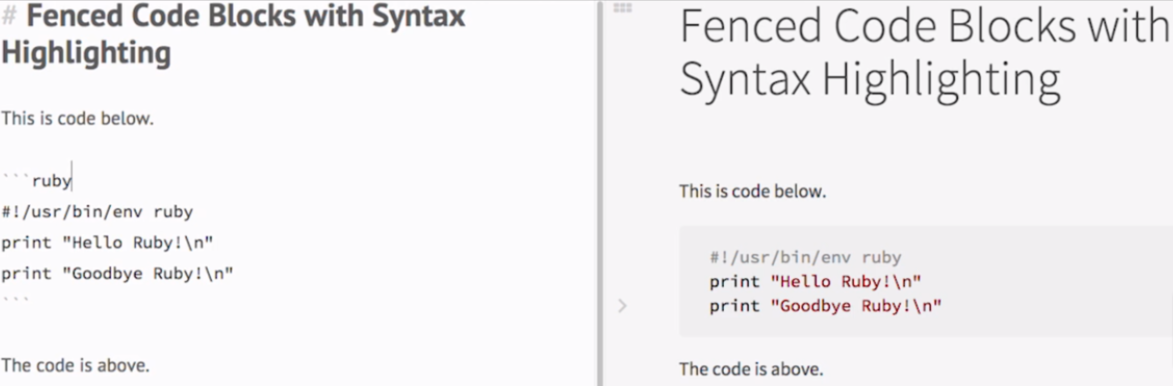 # Fenced Code Blocks with Syntax
Highlighting
This is code below.
```ruby
#!/usr/bin/env ruby
print "Hello Ruby!\n"
print "Goodbye Ruby!\n"
```
The code is above.
Fenced Code Blocks with
Syntax Highlighting
This is code below.
#!/usr/bin/env ruby
print "Hello Ruby!\n"
print "Goodbye Ruby!\n"
The code is above.